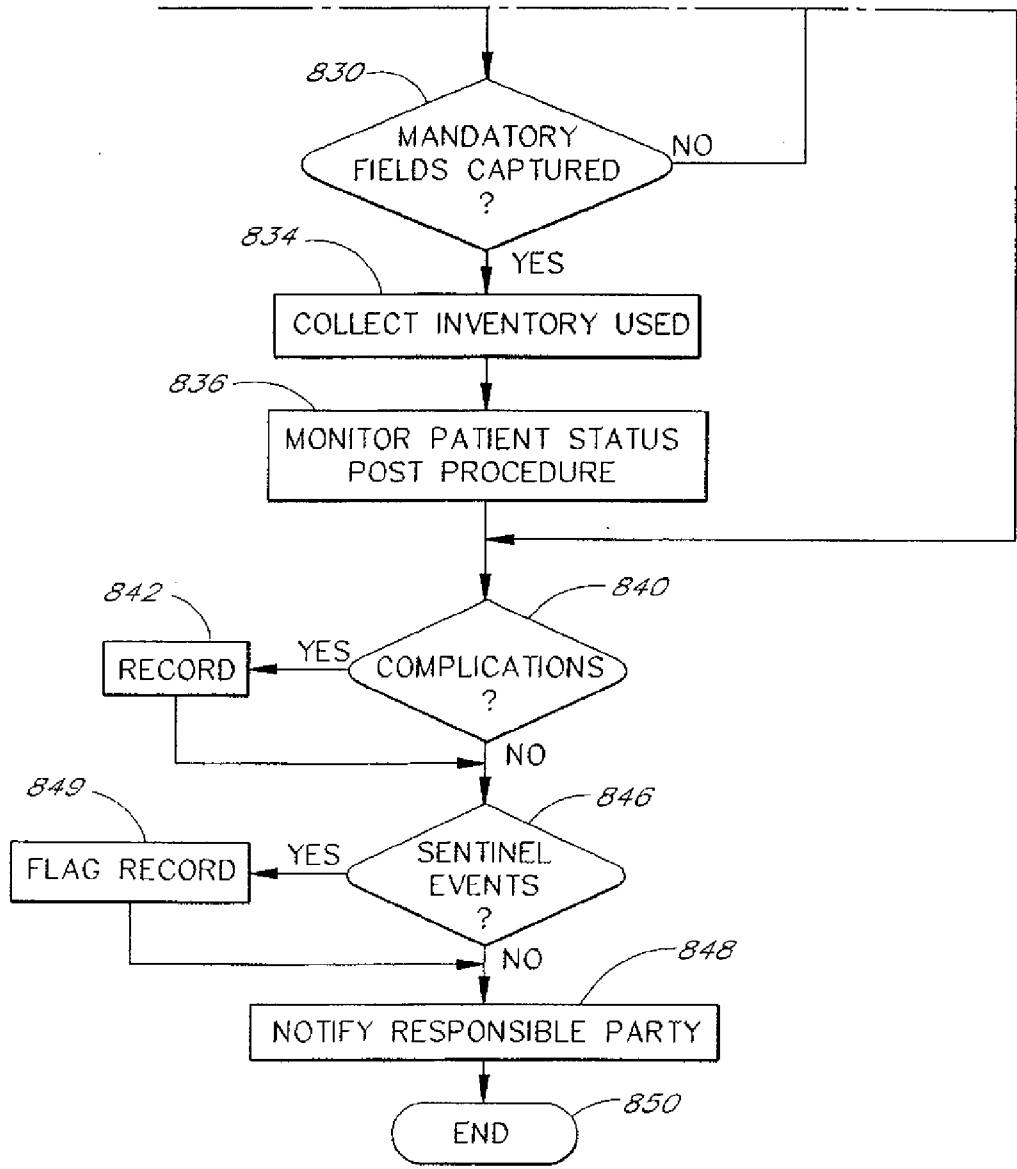 830
MANDATORY
FIELDS CAPTURED
?
NO
YES
834
COLLECT INVENTORY USED
836
MONITOR PATIENT STATUS
POST PROCEDURE
840
COMPLICATIONS
?
YES
842
RECORD
NO
846
SENTINEL
EVENTS
?
YES
849
FLAG RECORD
NO
848
NOTIFY RESPONSIBLE PARTY
END
850